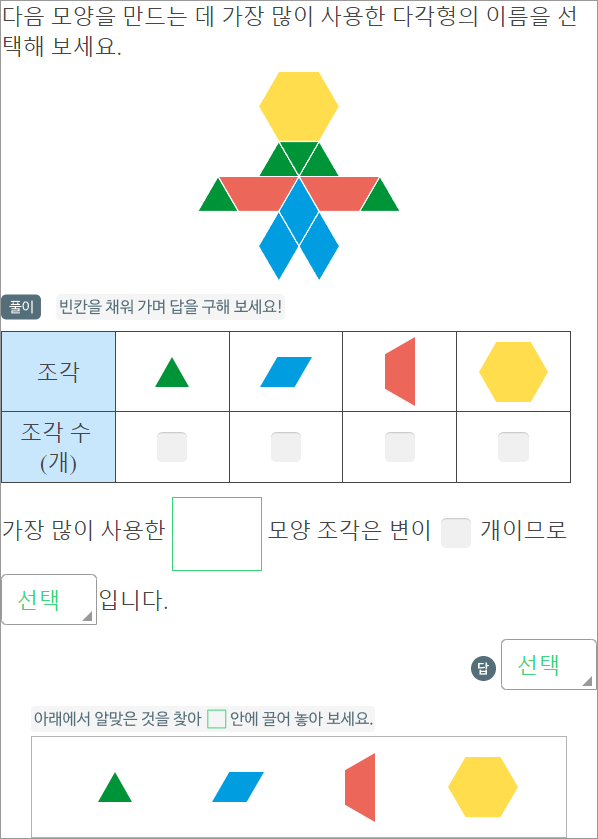 다음 모양을 만드는 데 가장 많이 사용한 다각형의 이름을 선
택해 보세요.
풀이 빈칸을 채워 가며 답을 구해 보세요!
조각
조각 수
(개)
가장 많이 사용한 모양 조각은 변이 개이므로
선택 입니다.
답 선택
아래에서 알맞은 것을 찾아 안에 끌어 놓아 보세요.